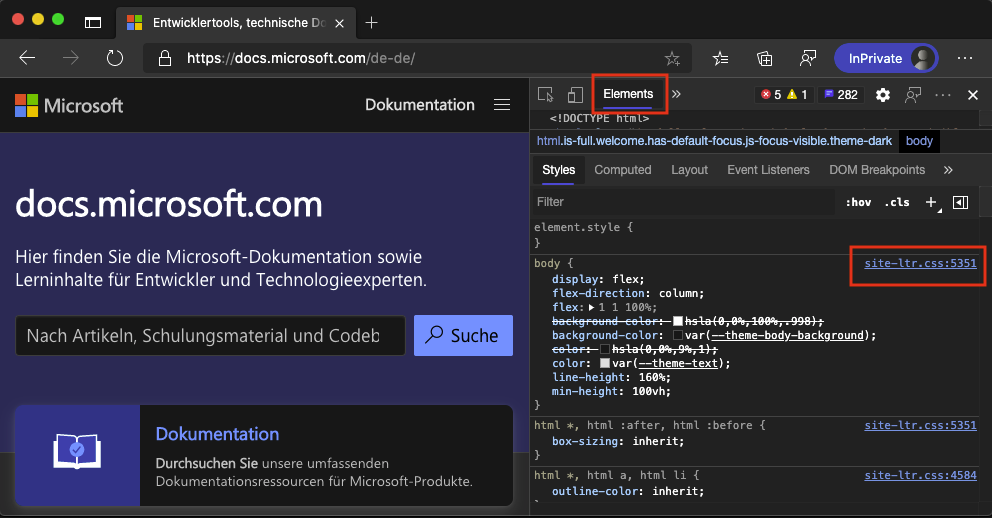 Entwicklertools, technische Do
https://docs.microsoft.com/de-de/
InPrivate
Microsoft
Dokumentation
docs.microsoft.com
Hier finden Sie die Microsoft-Dokumentation sowie
Lerninhalte für Entwickler und Technologieexperten.
Nach Artikeln, Schulungsmaterial und Codeb
Suche
Dokumentation
Durchsuchen Sie unsere umfassenden
Dokumentationsressourcen für Microsoft-Produkte.
Elements
5 1 282
<!DOCTYPE html>
html.is-full.welcome.has-default-focus.js-focus-visible.theme-dark body
Styles Computed Layout Event Listeners DOM Breakpoints
Filter :hov .cls
element.style {
}
body { site-ltr.css:5351
display: flex;
flex-direction: column;
flex: 1 1 100%;
background-color: hsla(0,0%,100%,.998);
background-color: var(--theme-body-background);
color: hsla(0,0%,9%,1);
color: var(--theme-text);
line-height: 160%;
min-height: 100vh;
}
html *, html :after, html :before { site-ltr.css:5351
box-sizing: inherit;
}
html *, html a, html li { site-ltr.css:4584
outline-color: inherit;